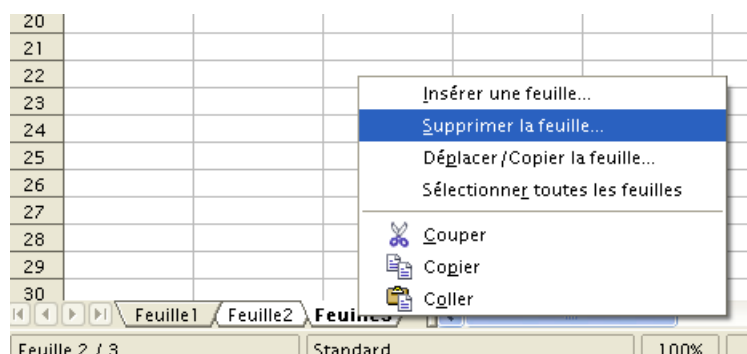 20
21
22
23
24
25
26
27
28
29
30
Insérer une feuille...
Supprimer la feuille...
Déplacer/Copier la feuille...
Sélectionner toutes les feuilles
Couper
Copier
Coller
Feuille1 Feuille2
Feuille 2 / 3 Standard 100%